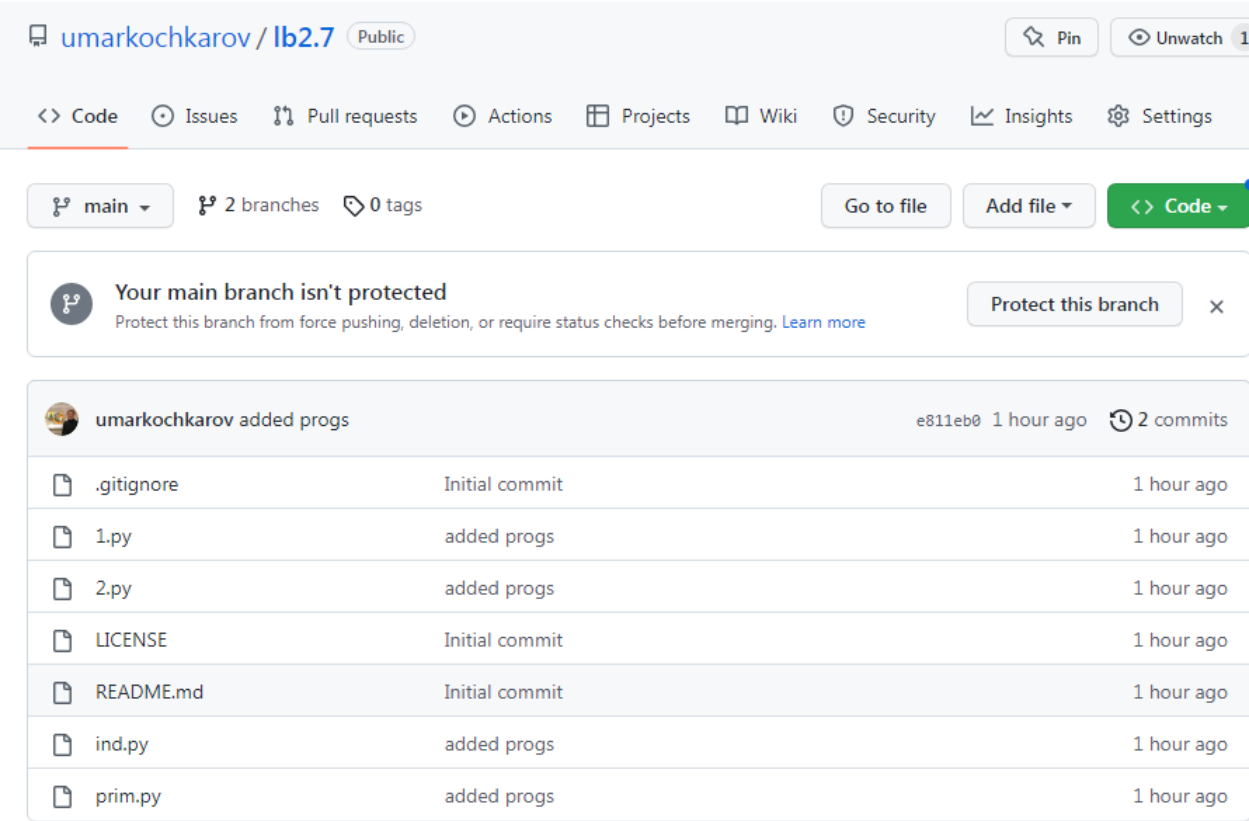 umarkochkarov / lb2.7 Public Pin Unwatch 1
Code Issues Pull requests Actions Projects Wiki Security Insights Settings
main 2 branches 0 tags Go to file Add file Code
Your main branch isn't protected
Protect this branch from force pushing, deletion, or require status checks before merging. Learn more
Protect this branch
umarkochkarov added progs e811eb0 1 hour ago 2 commits
.gitignore Initial commit 1 hour ago
1.py added progs 1 hour ago
2.py added progs 1 hour ago
LICENSE Initial commit 1 hour ago
README.md Initial commit 1 hour ago
ind.py added progs 1 hour ago
prim.py added progs 1 hour ago